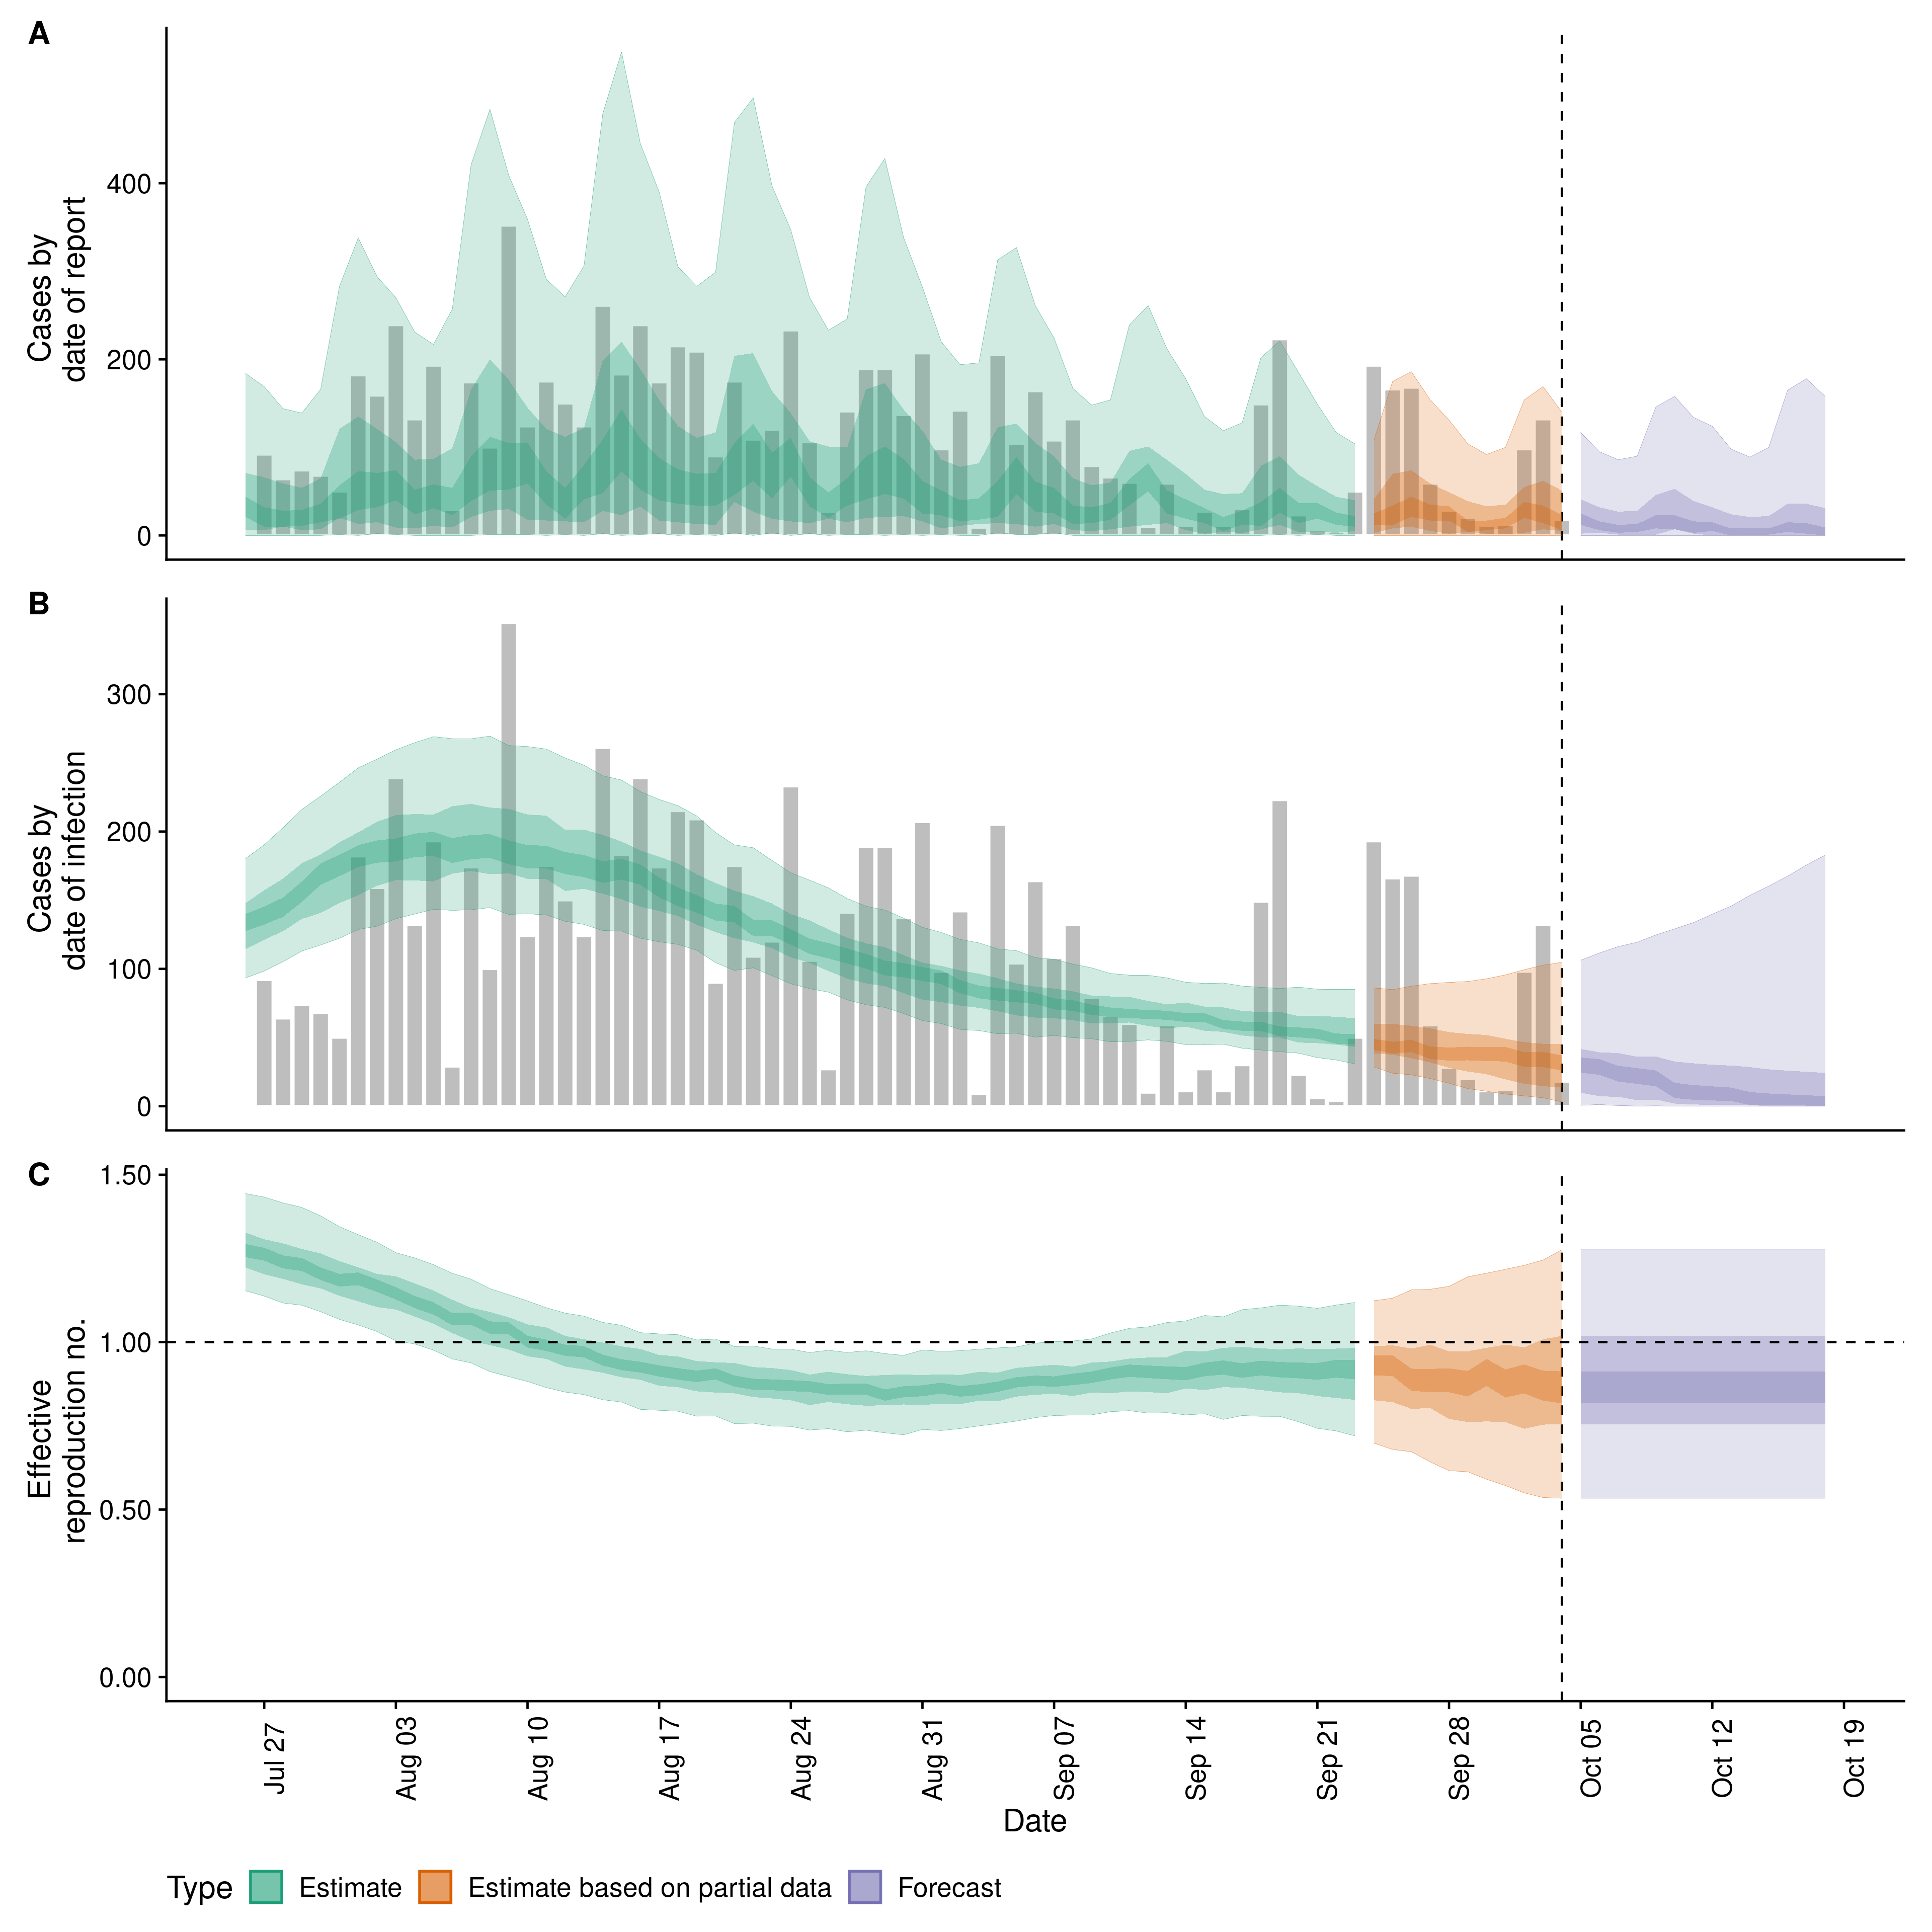 A
Cases by
date of report
400
200
0
B
Cases by
date of infection
300
200
100
0
C
Effective
reproduction no.
1.50
1.00
0.50
0.00
Jul 27
Aug 03
Aug 10
Aug 17
Aug 24
Aug 31
Sep 07
Sep 14
Sep 21
Sep 28
Oct 05
Oct 12
Oct 19
Date
Type Estimate Estimate based on partial data Forecast